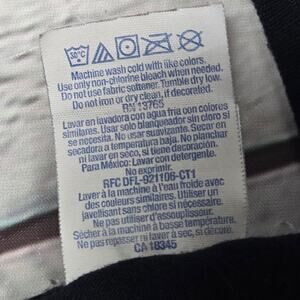 30°C
Machine wash cold with like colors.
Use only non-chlorine bleach when needed.
Do not use fabric softener. Tumble dry low.
Do not iron or dry clean, if decorated.
RN 13765
Lavar en lavadora con agua fria con colores
similares. Usar solo blanqueador sin cloro si
se necesita. No usar suavizante. Secar en
secadora a temperatura baja. No planchar
ni lavar en seco, si tiene decoración.
Para México: Lavar con detergente.
No exprimir.
RFC DFL-921106-CT1
Laver à la machine à l'eau froide avec
des couleurs similaires. Utiliser un
javellisant sans chlore si nécessaire.
Ne pas utiliser d'assouplisseur.
Séchage à la machine à basse température.
Ne pas repasser ni laver à sec, si décoré.
CA 18345